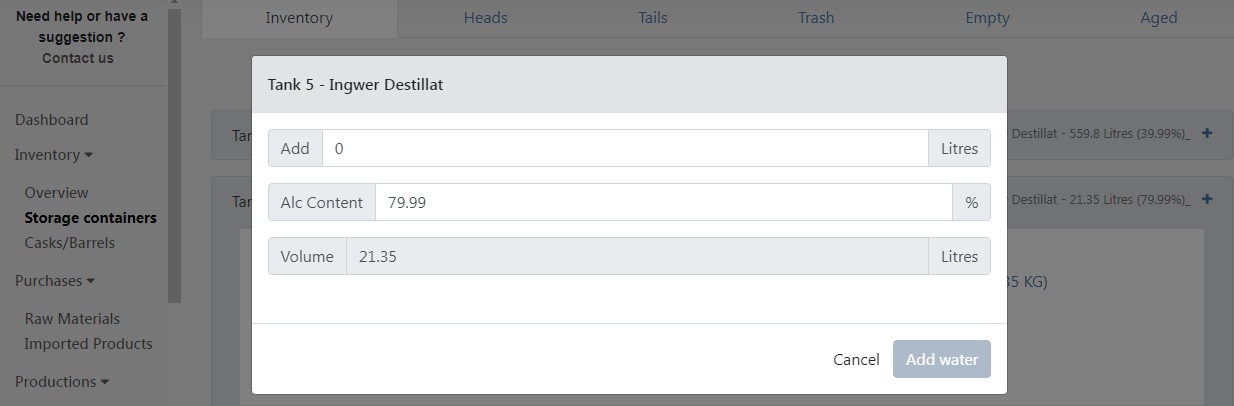 Need help or have a
suggestion ?
Contact us
Dashboard
Inventory
Overview
Storage containers
Casks/Barrels
Purchases
Raw Materials
Imported Products
Productions
Inventory Heads Tails Trash Empty Aged
Tank 5 - Ingwer Destillat
Add 0 Litres
Alc Content 79.99 %
Volume 21.35 Litres
Cancel Add water
Destillat - 559.8 Litres (39.99%)_ +
Destillat - 21.35 Litres (79.99%)_ +
KG)